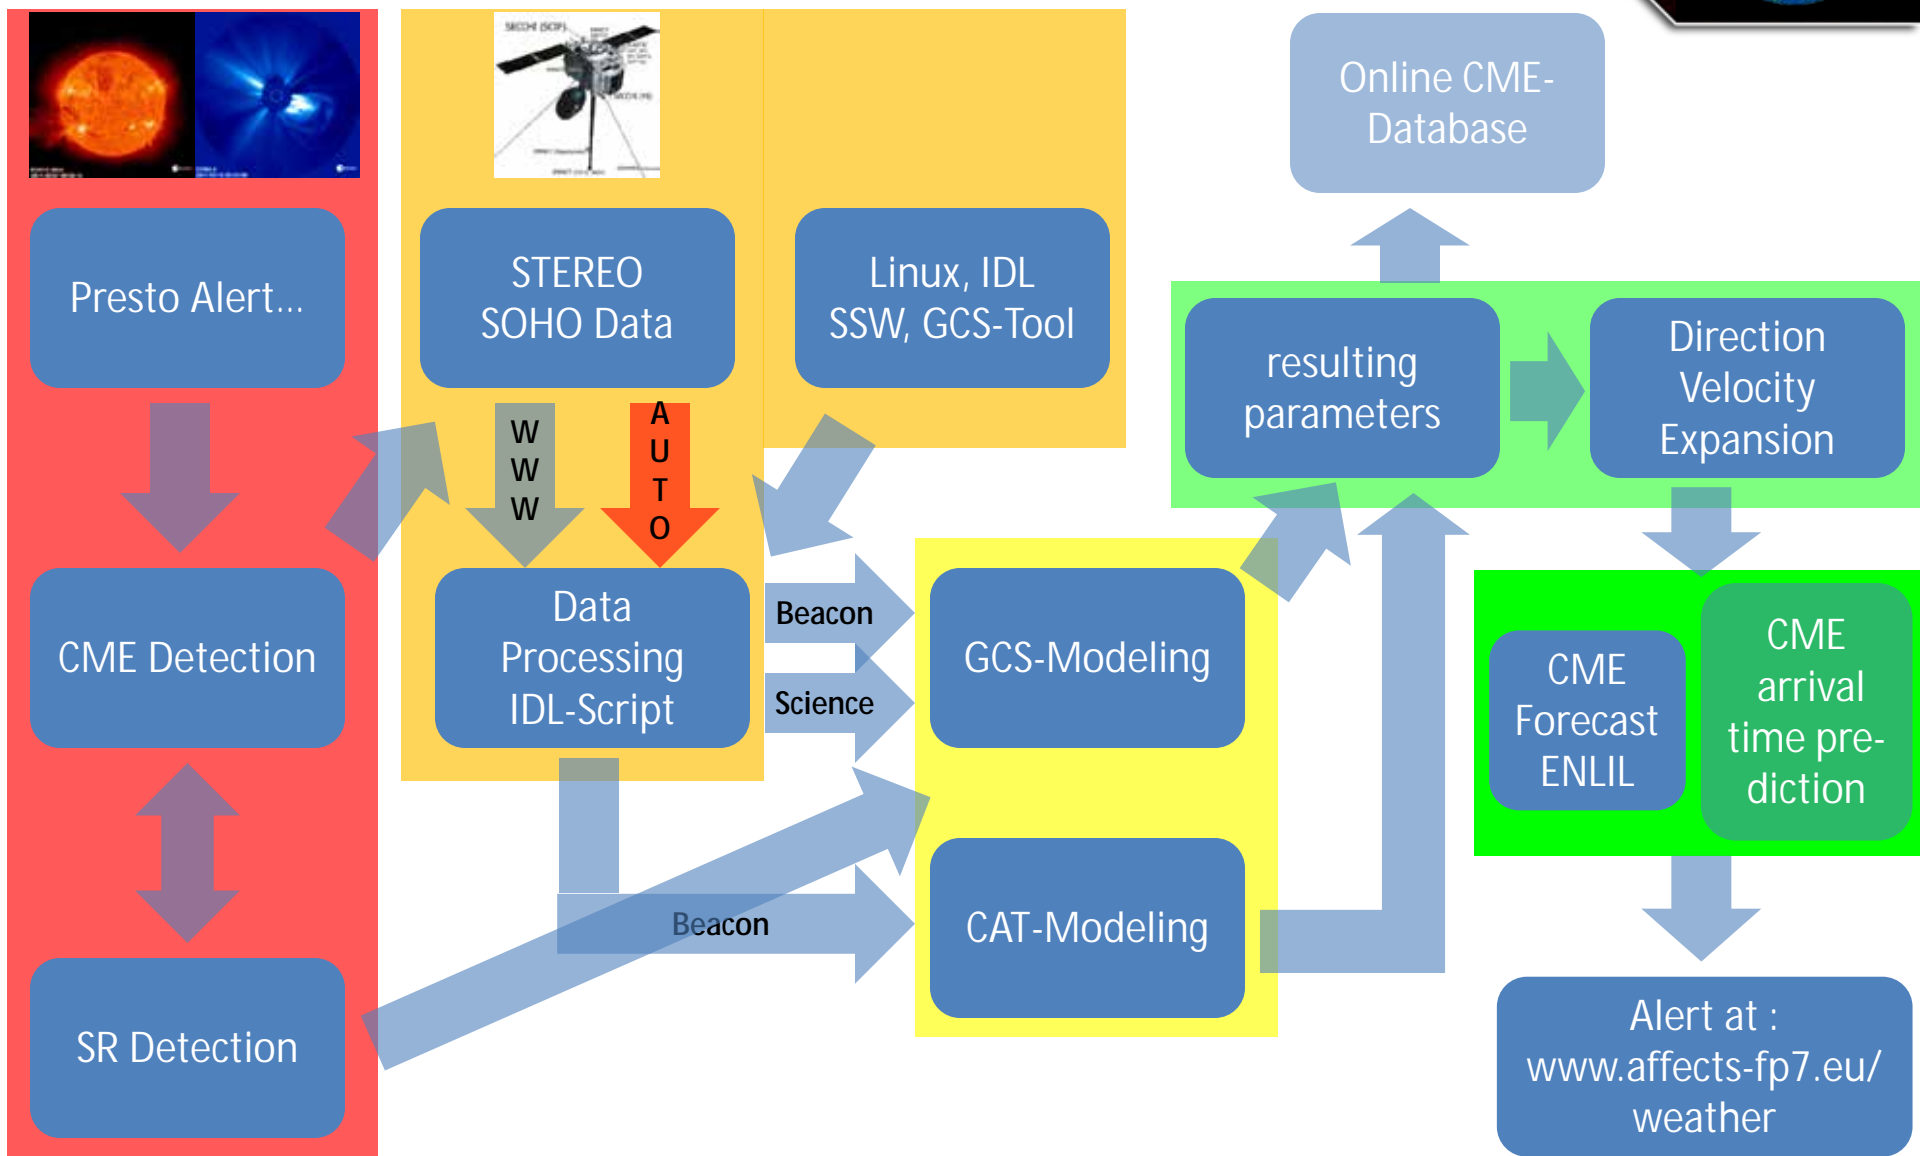 SECCHI (SCIP)
Presto Alert...
CME Detection
SR Detection
STEREO
SOHO Data
Linux, IDL
SSW, GCS-Tool
W
W
W
A
U
T
O
Data
Processing
IDL-Script
Beacon
Science
Beacon
GCS-Modeling
CAT-Modeling
Online CME-
Database
resulting
parameters
Direction
Velocity
Expansion
CME
Forecast
ENLIL
CME
arrival
time pre-
diction
Alert at :
www.affects-fp7.eu/
weather